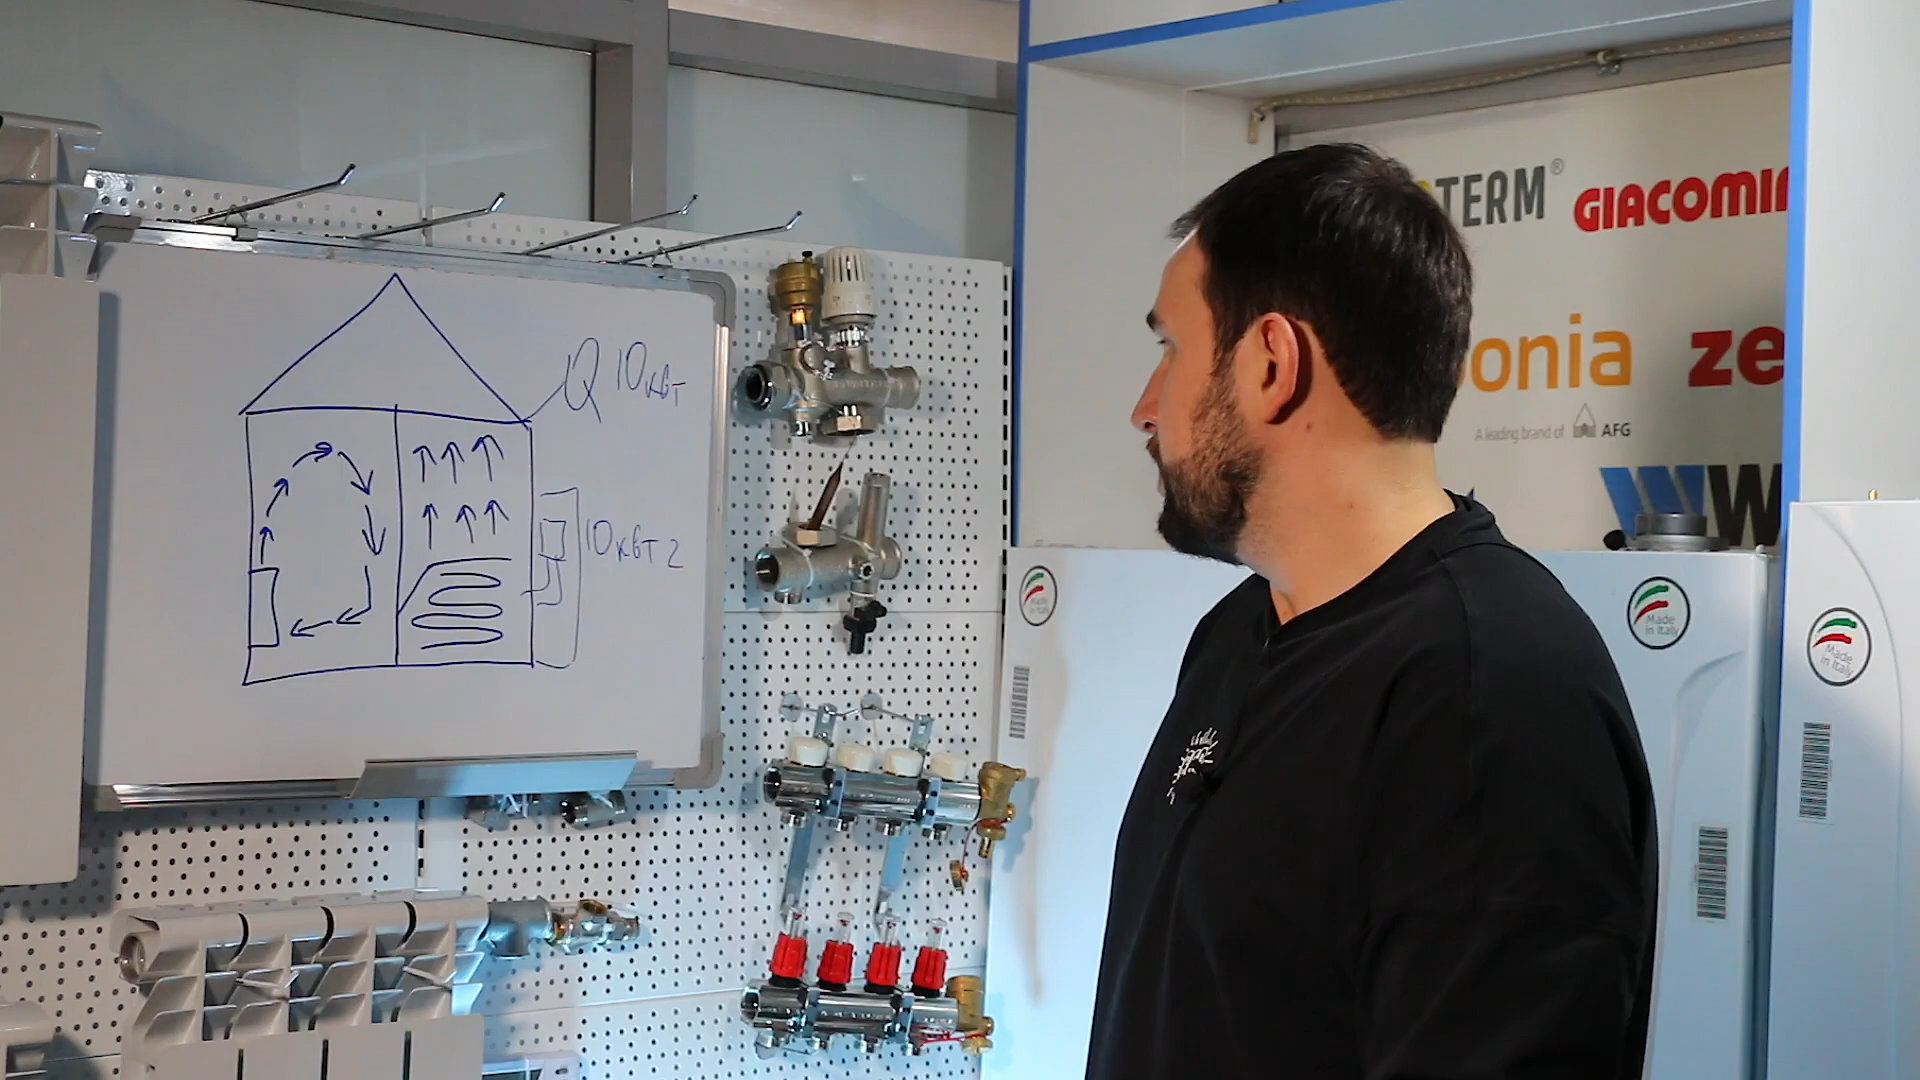 Q 10кВт
10кВт 2
TERM®
GIACOMI
onia
ze
A leading brand of AFG
W
Made in Italy
Made in Italy
Made in Italy